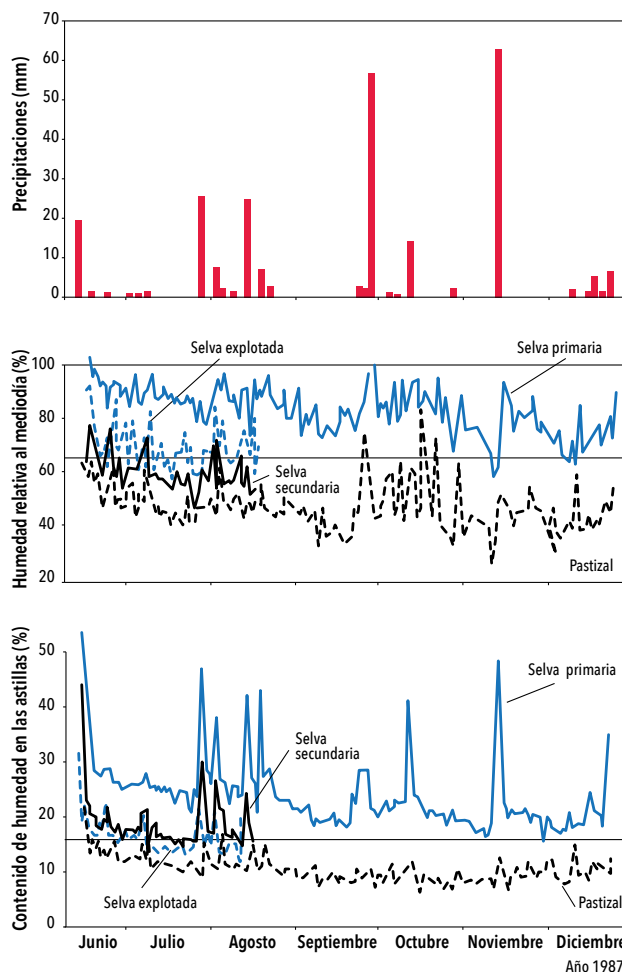 Precipitaciones (mm)
70
60
50
40
30
20
10
0
Humedad relativa al mediodía (%)
100
80
60
40
20
Selva explotada
Selva primaria
Selva
secundaria
Pastizal
Contenido de humedad en las astillas (%)
50
40
30
20
10
0
Selva primaria
Selva
secundaria
Selva explotada
Pastizal
Junio Julio Agosto Septiembre Octubre Noviembre Diciembre
Año 1987